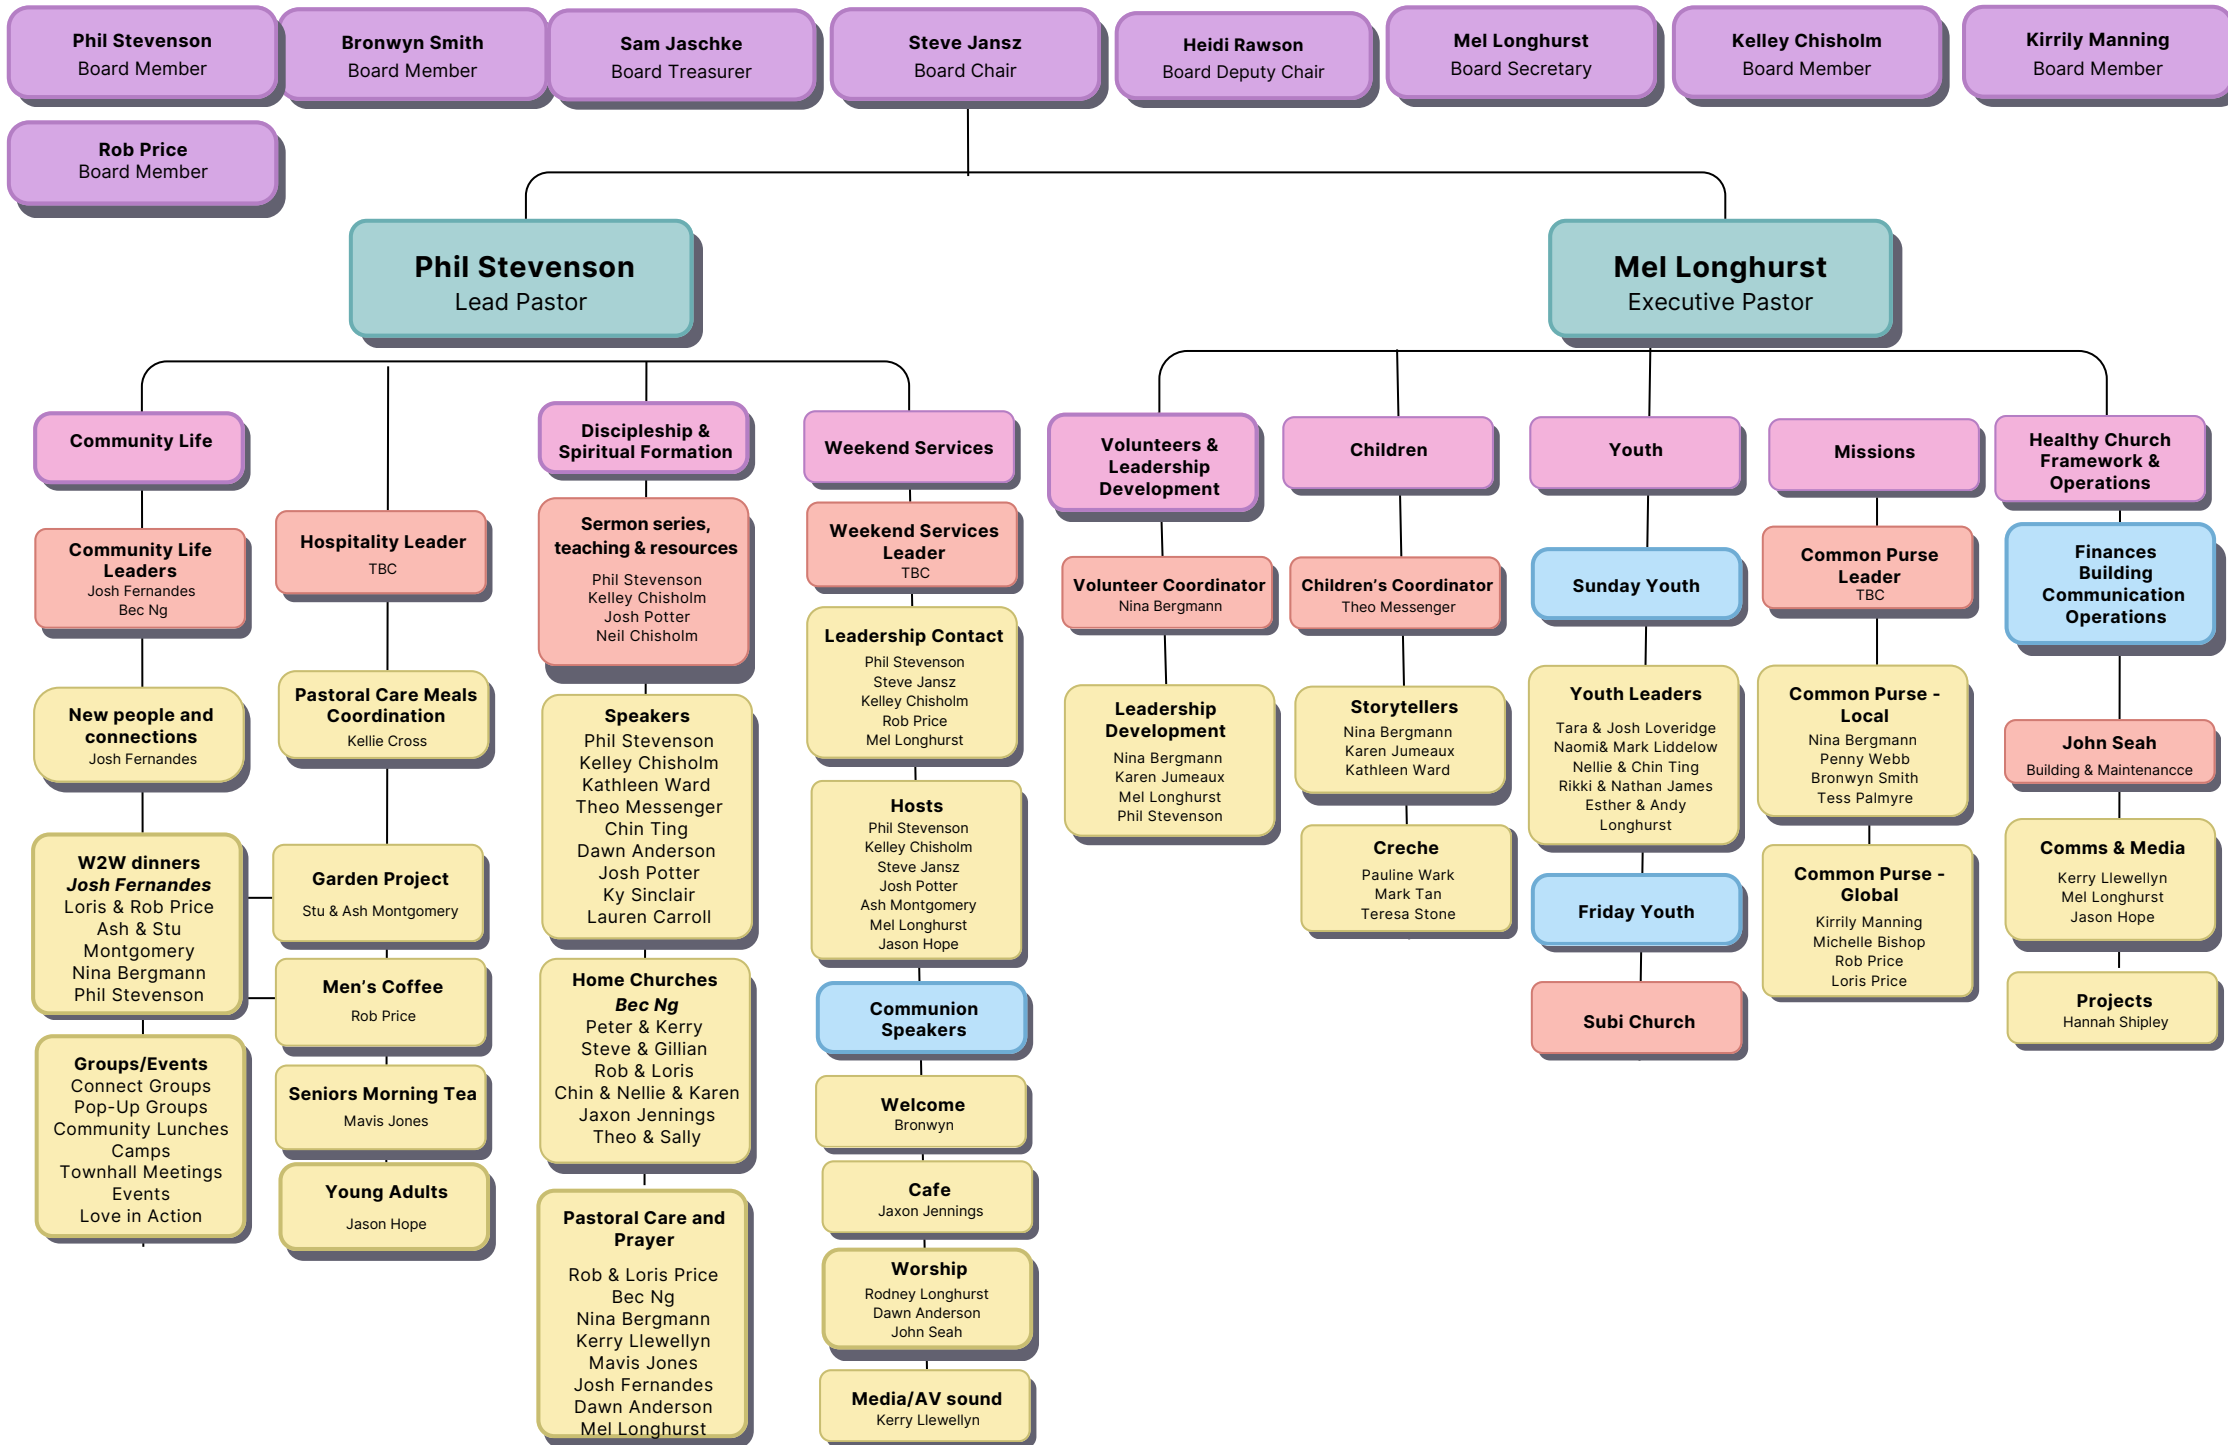 Phil Stevenson
Board Member
Bronwyn Smith
Board Member
Sam Jaschke
Board Treasurer
Steve Jansz
Board Chair
Heidi Rawson
Board Deputy Chair
Mel Longhurst
Board Secretary
Kelley Chisholm
Board Member
Kirrily Manning
Board Member
Rob Price
Board Member
Phil Stevenson
Lead Pastor
Mel Longhurst
Executive Pastor
Community Life
Community Life
Leaders
Josh Fernandes
Bec Ng
New people and
connections
Josh Fernandes
W2W dinners
Josh Fernandes
Loris & Rob Price
Ash & Stu
Montgomery
Nina Bergmann
Phil Stevenson
Groups/Events
Connect Groups
Pop-Up Groups
Community Lunches
Camps
Townhall Meetings
Events
Love in Action
Hospitality Leader
TBC
Pastoral Care Meals
Coordination
Kellie Cross
Garden Project
Stu & Ash Montgomery
Men's Coffee
Rob Price
Seniors Morning Tea
Mavis Jones
Young Adults
Jason Hope
Discipleship &
Spiritual Formation
Sermon series,
teaching & resources
Phil Stevenson
Kelley Chisholm
Josh Potter
Neil Chisholm
Speakers
Phil Stevenson
Kelley Chisholm
Kathleen Ward
Theo Messenger
Chin Ting
Dawn Anderson
Josh Potter
Ky Sinclair
Lauren Carroll
Home Churches
Bec Ng
Peter & Kerry
Steve & Gillian
Rob & Loris
Chin & Nellie & Karen
Jaxon Jennings
Theo & Sally
Pastoral Care and
Prayer
Rob & Loris Price
Bec Ng
Nina Bergmann
Kerry Llewellyn
Mavis Jones
Josh Fernandes
Dawn Anderson
Mel Longhurst
Weekend Services
Weekend Services
Leader
TBC
Leadership Contact
Phil Stevenson
Steve Jansz
Kelley Chisholm
Rob Price
Mel Longhurst
Hosts
Phil Stevenson
Kelley Chisholm
Steve Jansz
Josh Potter
Ash Montgomery
Mel Longhurst
Jason Hope
Communion
Speakers
Welcome
Bronwyn
Cafe
Jaxon Jennings
Worship
Rodney Longhurst
Dawn Anderson
John Seah
Media/AV sound
Kerry Llewellyn
Volunteers &
Leadership
Development
Volunteer Coordinator
Nina Bergmann
Leadership
Development
Nina Bergmann
Karen Jumeaux
Mel Longhurst
Phil Stevenson
Children
Children's Coordinator
Theo Messenger
Storytellers
Nina Bergmann
Karen Jumeaux
Kathleen Ward
Creche
Pauline Wark
Mark Tan
Teresa Stone
Youth
Sunday Youth
Youth Leaders
Tara & Josh Loveridge
Naomi& Mark Liddelow
Nellie & Chin Ting
Rikki & Nathan James
Esther & Andy
Longhurst
Friday Youth
Subi Church
Missions
Common Purse
Leader
TBC
Common Purse -
Local
Nina Bergmann
Penny Webb
Bronwyn Smith
Tess Palmyre
Common Purse -
Global
Kirrily Manning
Michelle Bishop
Rob Price
Loris Price
Healthy Church
Framework &
Operations
Finances
Building
Communication
Operations
John Seah
Building & Maintenancce
Comms & Media
Kerry Llewellyn
Mel Longhurst
Jason Hope
Projects
Hannah Shipley